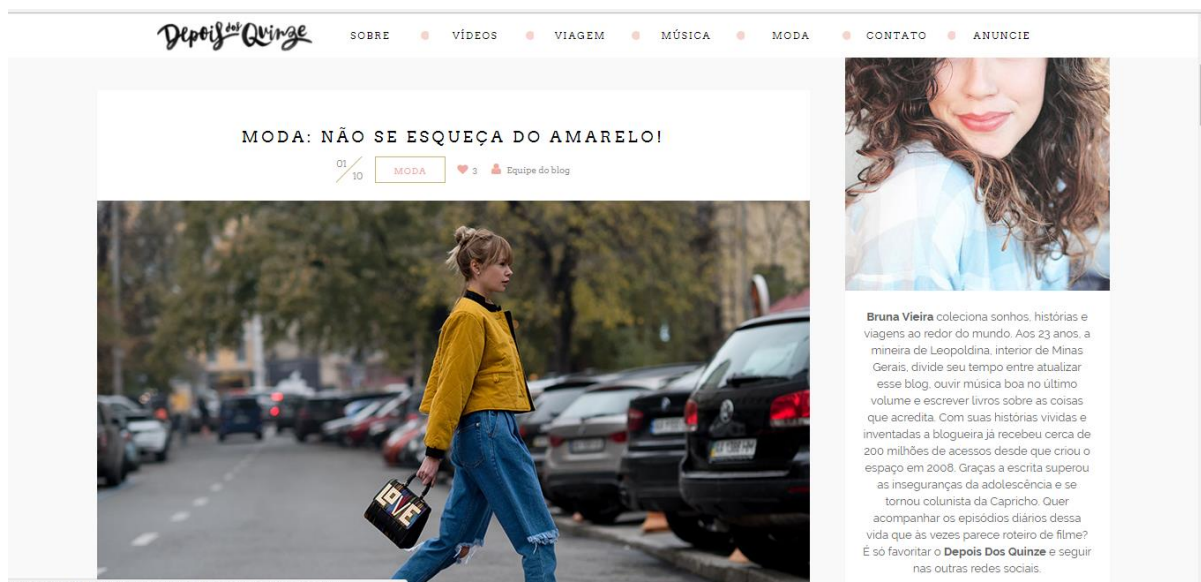 Depois dos Quinze
SOBRE VÍDEOS VIAGEM MÚSICA MODA CONTATO ANUNCIE
MODA: NÃO SE ESQUEÇA DO AMARELO!
01
10
MODA
3
Equipe do blog
LOVE
Bruna Vieira coleciona sonhos, histórias e
viagens ao redor do mundo. Aos 23 anos, a
mineira de Leopoldina, interior de Minas
Gerais, divide seu tempo entre atualizar
esse blog, ouvir música boa no último
volume e escrever livros sobre as coisas
que acredita. Com suas histórias vividas e
inventadas a blogueira já recebeu cerca de
200 milhões de acessos desde que criou o
espaço em 2008. Graças a escrita superou
as inseguranças da adolescência e se
tornou colunista da Capricho. Quer
acompanhar os episódios diários dessa
vida que às vezes parece roteiro de filme?
É só favoritar o Depois Dos Quinze e seguir
nas outras redes sociais.